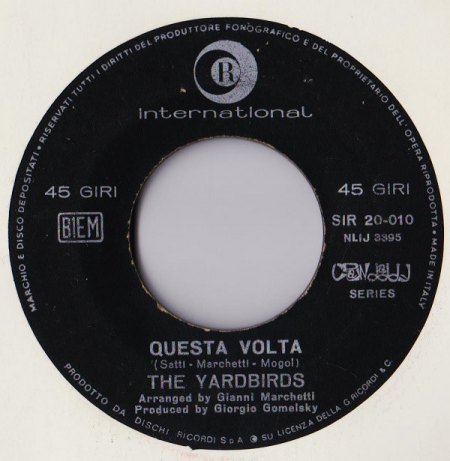 MARCHIO E DISCO DEPOSITATI • RISERVATI TUTTI I DIRITTI DEL PRODUTTORE FONOGRAFICO E DEL PROPRIETARIO DELL'OPERA RIPRODOTTA • MADE IN ITALY
R
international
45 GIRI
45 GIRI
BIEM
SIR 20-010
NLIJ 3395
SERIES
QUESTA VOLTA
(Satti - Marchetti - Mogol)
THE YARDBIRDS
Arranged by Gianni Marchetti
Produced by Giorgio Gomelsky
PRODOTTO DA DISCHI RICORDI S.p.A. SU LICENZA DELLA G. RICORDI & C.